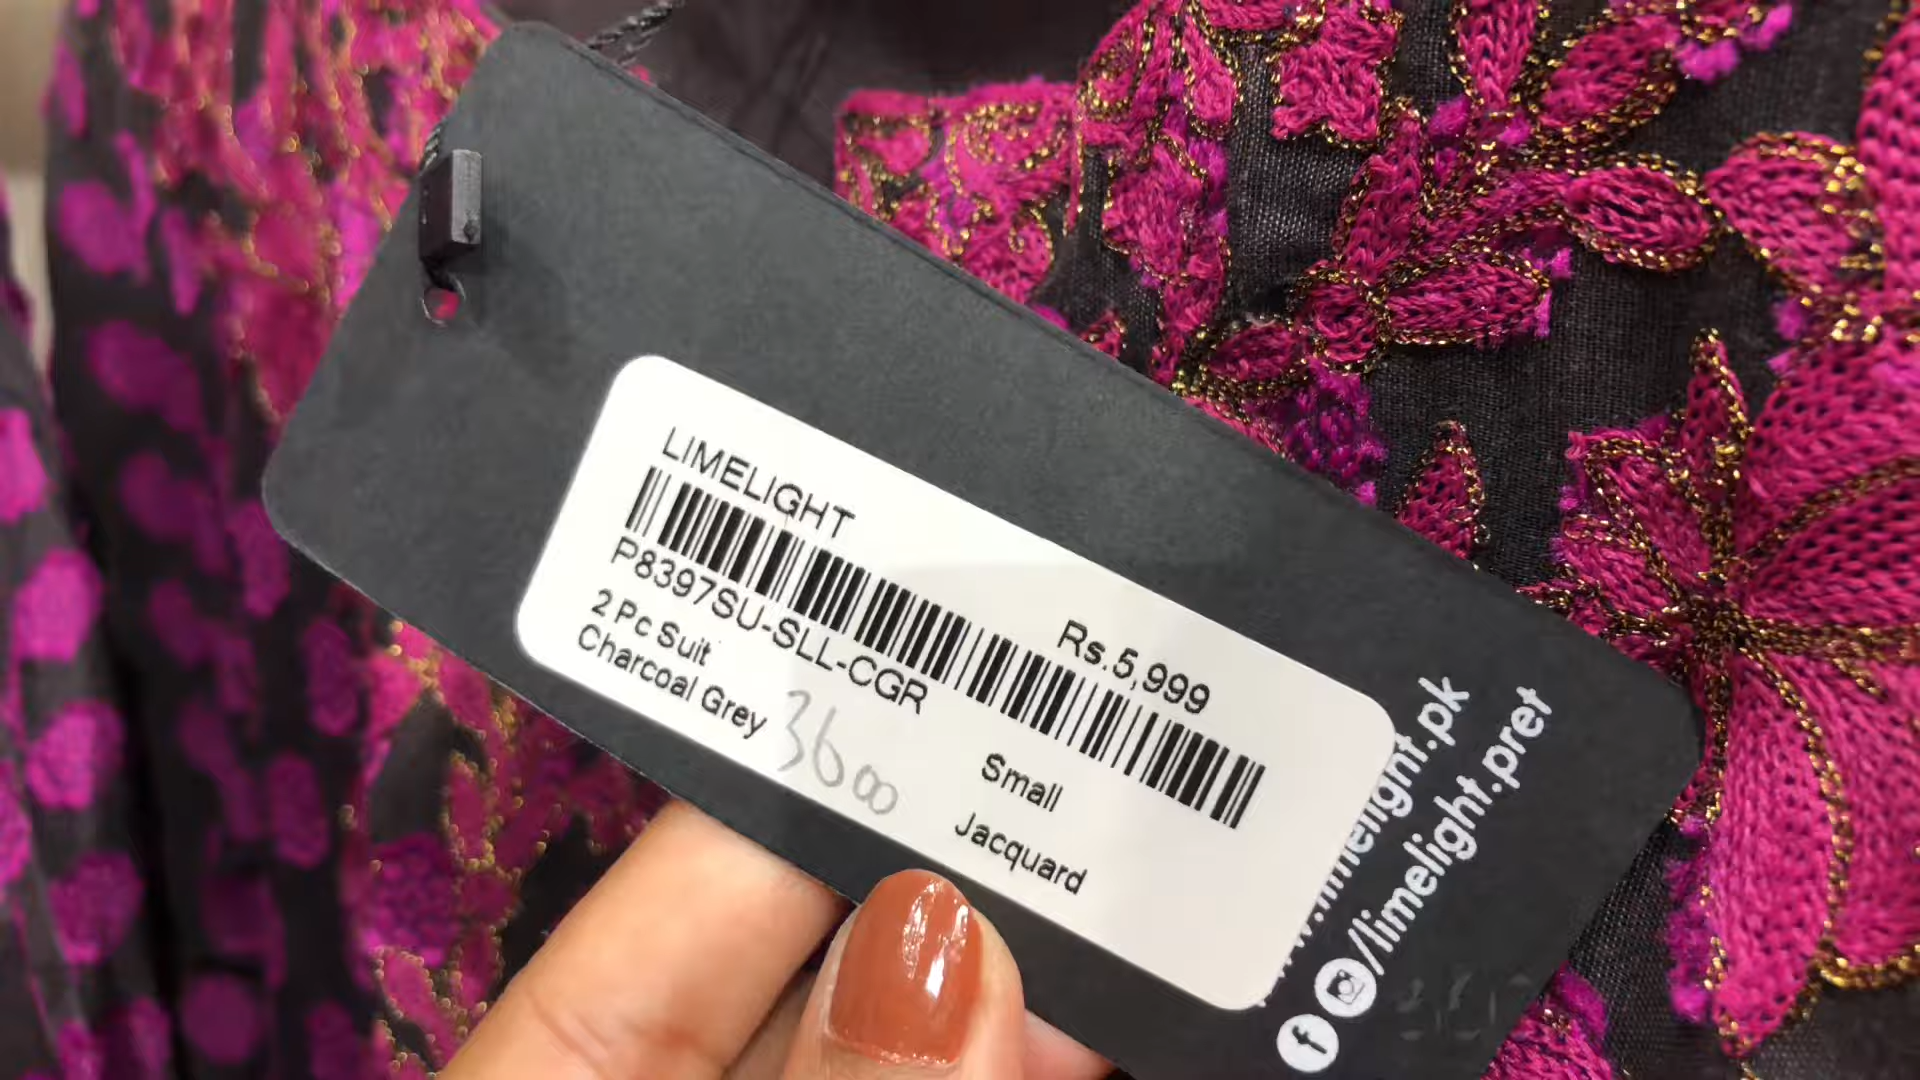 LIMELIGHT
Rs.5,999
P8397SU-SLL-CGR
2 Pc Suit
Small
Charcoal Grey
Jacquard
3600
limelight.pk
/limelight.pret